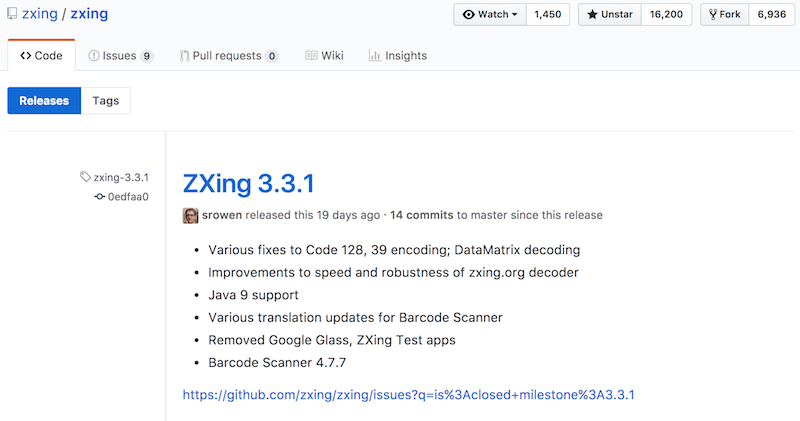 zxing / zxing
Watch 1,450 Unstar 16,200 Fork 6,936
Code Issues 9 Pull requests 0 Wiki Insights
Releases Tags
zxing-3.3.1
0edfaa0
ZXing 3.3.1
srowen released this 19 days ago · 14 commits to master since this release
• Various fixes to Code 128, 39 encoding; DataMatrix decoding
• Improvements to speed and robustness of zxing.org decoder
• Java 9 support
• Various translation updates for Barcode Scanner
• Removed Google Glass, ZXing Test apps
• Barcode Scanner 4.7.7
https://github.com/zxing/zxing/issues?q=is%3Aclosed+milestone%3A3.3.1